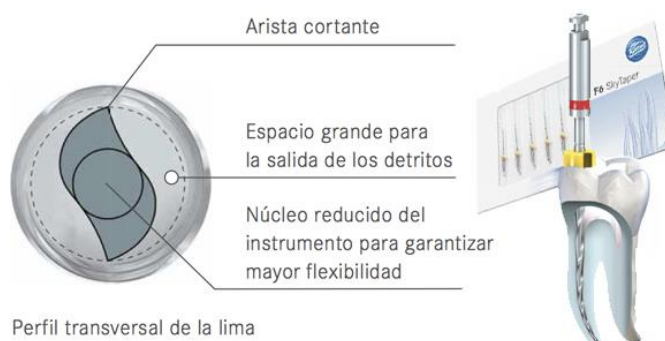 Arista cortante
Espacio grande para
la salida de los detritos
Núcleo reducido del
instrumento para garantizar
mayor flexibilidad
Perfil transversal de la lima
F6 SkyTaper